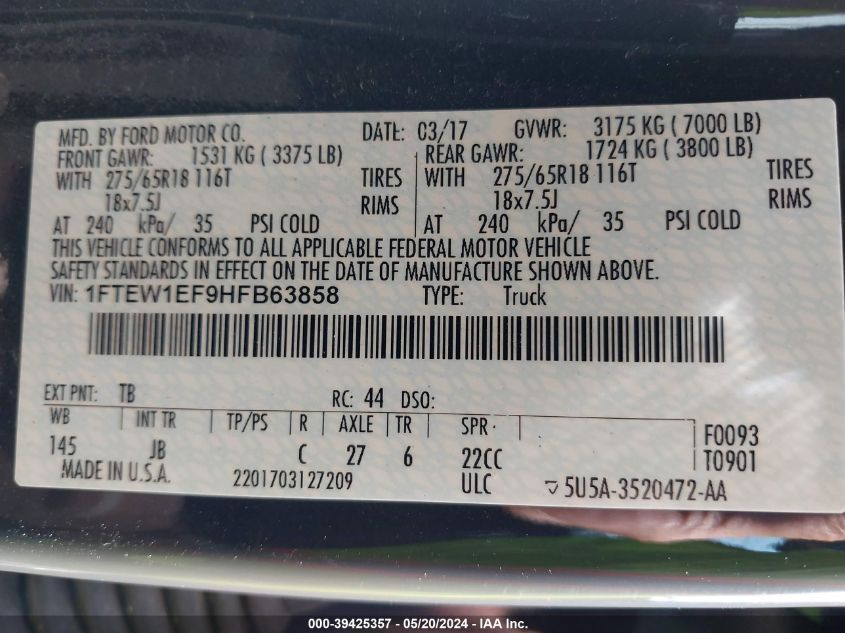 MFD. BY FORD MOTOR CO. DATE: 03/17 GVWR: 3175 KG ( 7000 LB)
FRONT GAWR: 1531 KG ( 3375 LB) REAR GAWR: 1724 KG ( 3800 LB)
WITH 275/65R18 116T TIRES WITH 275/65R18 116T TIRES
18x7.5J RIMS 18x7.5J RIMS
AT 240 kPa/ 35 PSI COLD AT 240 kPa/ 35 PSI COLD
THIS VEHICLE CONFORMS TO ALL APPLICABLE FEDERAL MOTOR VEHICLE
SAFETY STANDARDS IN EFFECT ON THE DATE OF MANUFACTURE SHOWN ABOVE.
VIN: 1FTEW1EF9HFB63858 TYPE: Truck
EXT PNT: TB RC: 44 DSO:
WB INT TR TP/PS R AXLE TR SPR F0093
145 JB C 27 6 22CC T0901
MADE IN U.S.A. 2201703127209 ULC 5U5A-3520472-AA
000-39425357 - 05/20/2024 - IAA Inc.